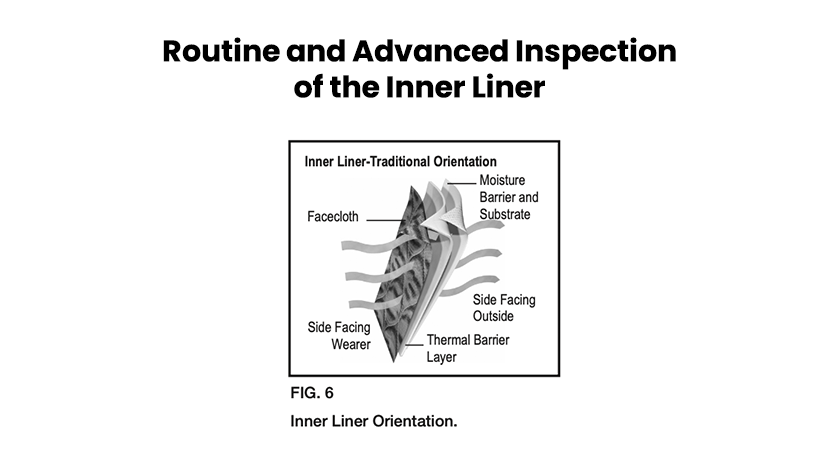 Routine and Advanced Inspection
of the Inner Liner
Inner Liner-Traditional Orientation
Moisture
Barrier and
Substrate
Facecloth
Side Facing
Outside
Side Facing
Wearer
Thermal Barrier
Layer
FIG. 6
Inner Liner Orientation.